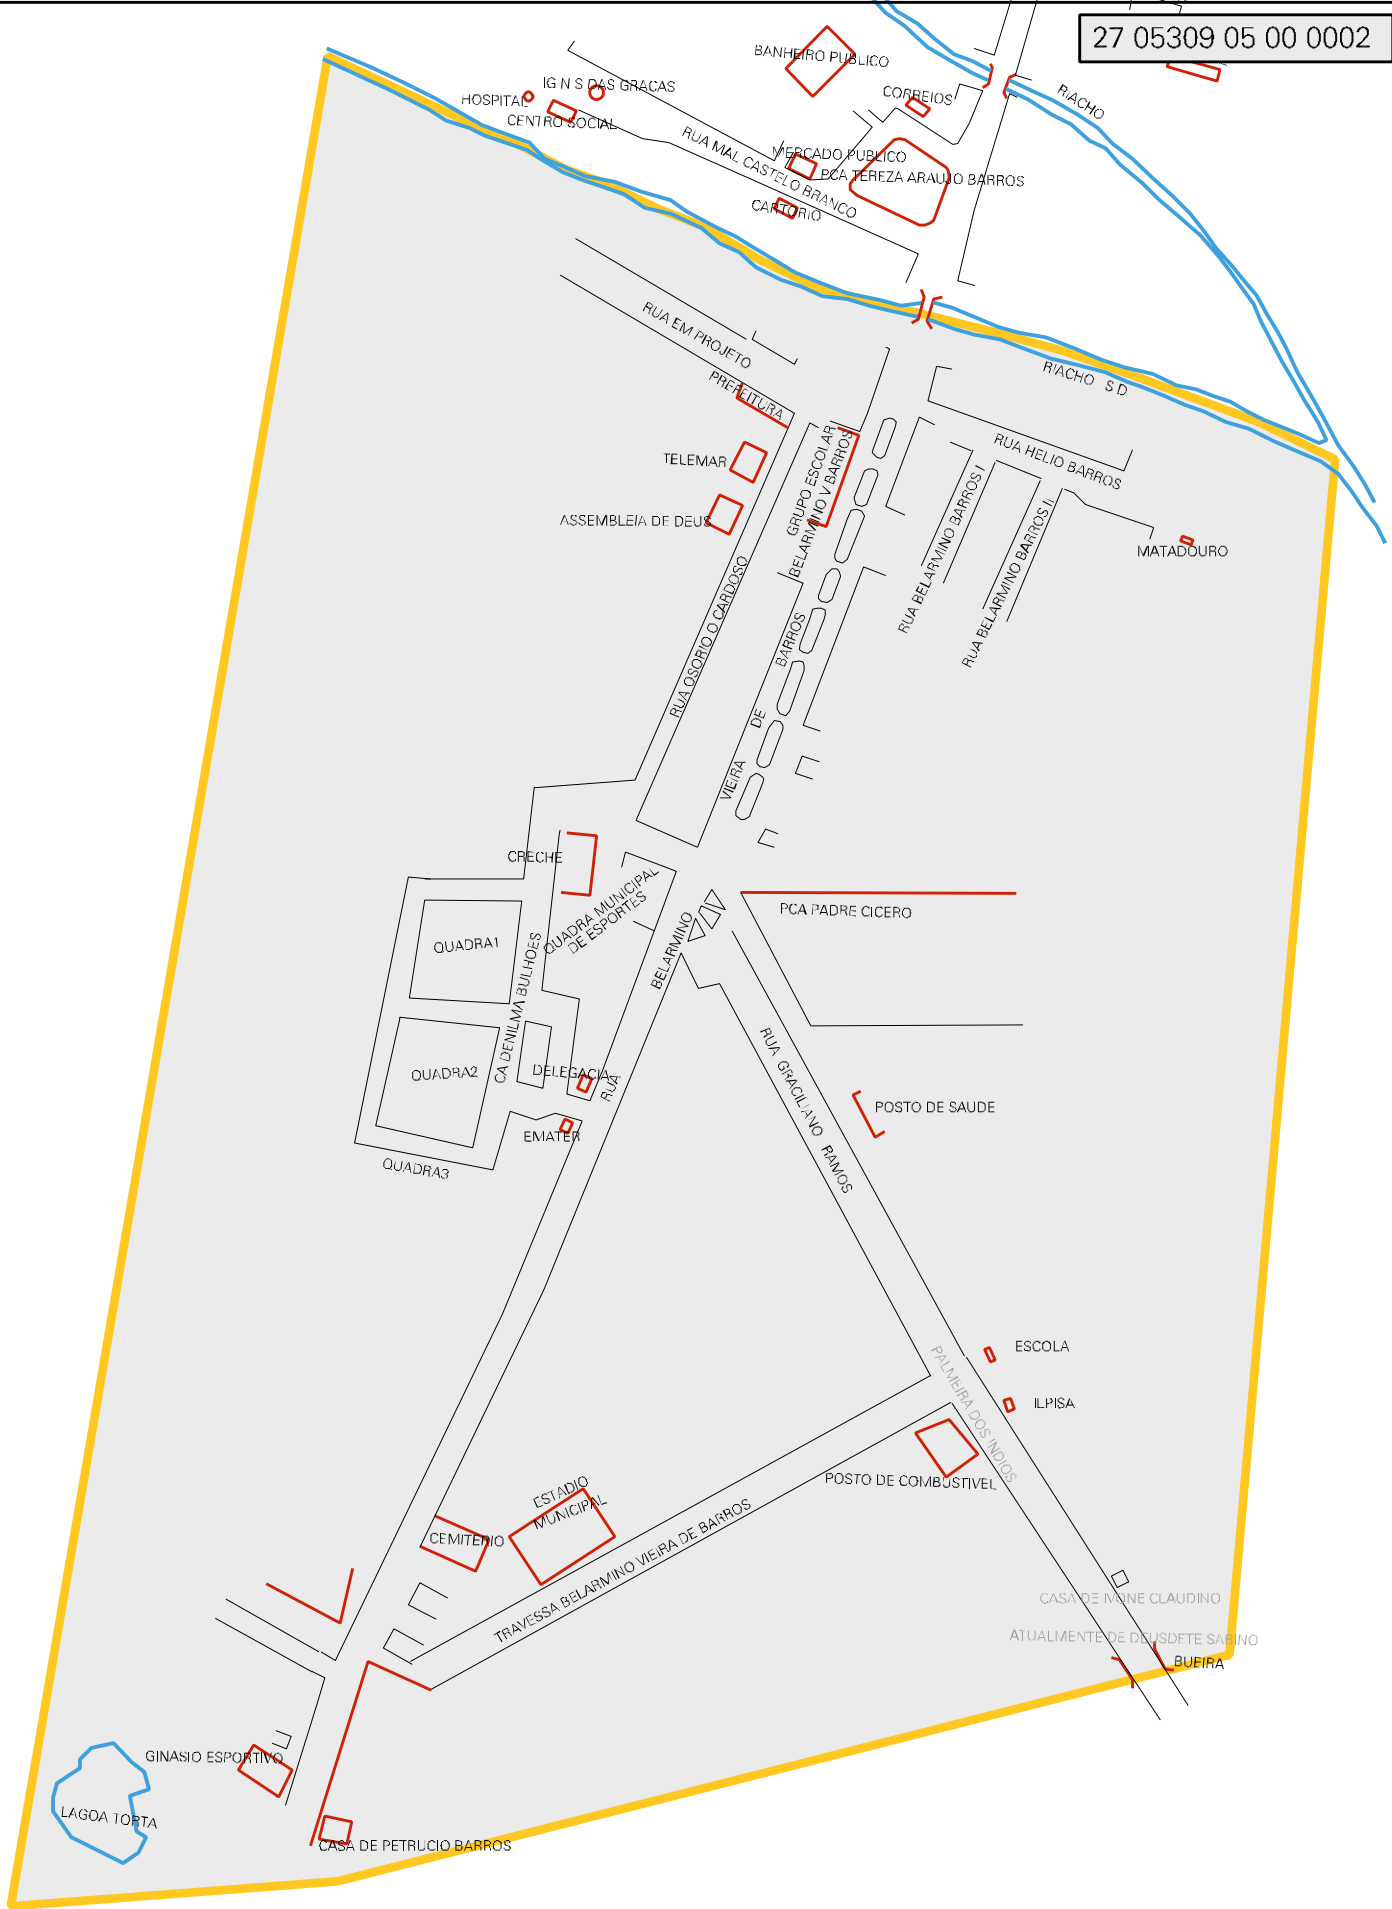 27 05309 05 00 0002
BANHEIRO PUBLICO
IG N S DAS GRACAS
HOSPITAL
CENTRO SOCIAL
CORREIOS
RIACHO
RUA MAL CASTELO BRANCO
MERCADO PUBLICO
PCA TEREZA ARAUJO BARROS
CARTORIO
RUA EM PROJETO
PREFEITURA
RIACHO S D
TELEMAR
GRUPO ESCOLAR
BELARMINO V BARROS
RUA HELIO BARROS
RUA BELARMINO BARROS I
RUA BELARMINO BARROS II
ASSEMBLEIA DE DEUS
MATADOURO
RUA OSORIO O CARDOSO
BARROS
DE
VIEIRA
CRECHE
QUADRA MUNICIPAL
DE ESPORTES
PCA PADRE CICERO
BELARMINO
QUADRA1
CA DENILMA BULHOES
QUADRA2
DELEGACIA
RUA
RUA GRACILIANO RAMOS
POSTO DE SAUDE
EMATER
QUADRA3
ESCOLA
PALMEIRA DOS INDIOS
ILPISA
POSTO DE COMBUSTIVEL
ESTADIO
MUNICIPAL
CEMITERIO
TRAVESSA BELARMINO VIEIRA DE BARROS
CASA DE IVONE CLAUDINO
ATUALMENTE DE DEUSDETE SABINO
BUEIRA
GINASIO ESPORTIVO
LAGOA TORTA
CASA DE PETRUCIO BARROS